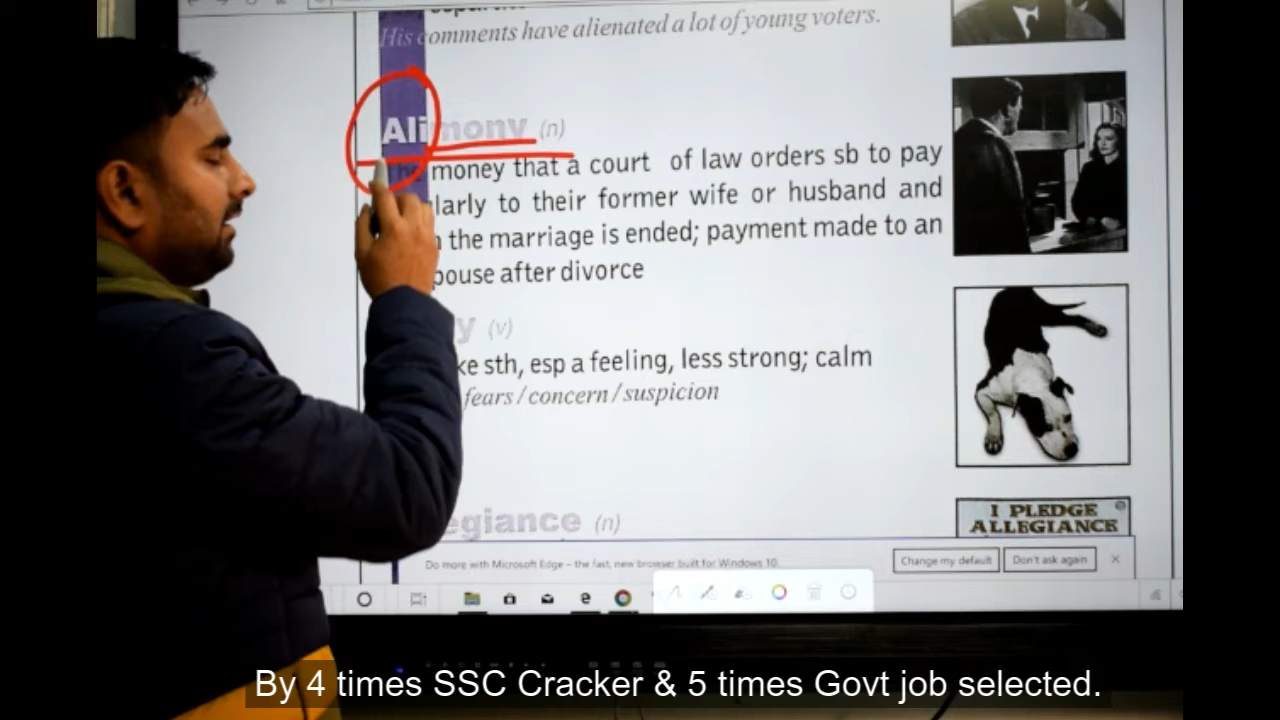 His comments have alienated a lot of young voters.
Alimony (n)
The money that a court of law orders sb to pay
larly to their former wife or husband and
the marriage is ended; payment made to an
pouse after divorce
y (v)
ke sth, esp a feeling, less strong; calm
fears/concern/suspicion
egiance (n)
I PLEDGE
ALLEGIANCE
Do more with Microsoft Edge – the fast, new browser built for Windows 10.
Change my default
Don't ask again
By 4 times SSC Cracker & 5 times Govt job selected.